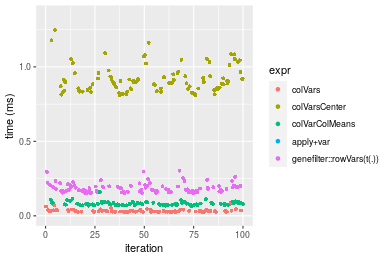 1.0
0.5
0.0
time (ms)
0
25
50
75
100
iteration
expr
colVars
colVarsCenter
colVarColMeans
apply+var
genefilter::rowVars(t(.))